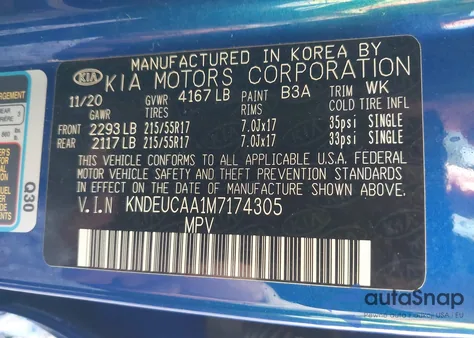 MANUFACTURED IN KOREA BY
KIA KIA MOTORS CORPORATION
11/20 GVWR 4167 LB PAINT B3A TRIM WK
RIMS COLD TIRE INFL
FRONT 2293 LB 215/55R17 7.0Jx17 35psi SINGLE
REAR 2117 LB 215/55R17 7.0Jx17 33psi SINGLE
THIS VEHICLE CONFORMS TO ALL APPLICABLE U.S.A. FEDERAL
MOTOR VEHICLE SAFETY AND THEFT PREVENTION STANDARDS
IN EFFECT ON THE DATE OF MANUFACTURE SHOWN ABOVE.
V.I.N KNDEUCAA1M7174305
MPV
Q30
autoSnap